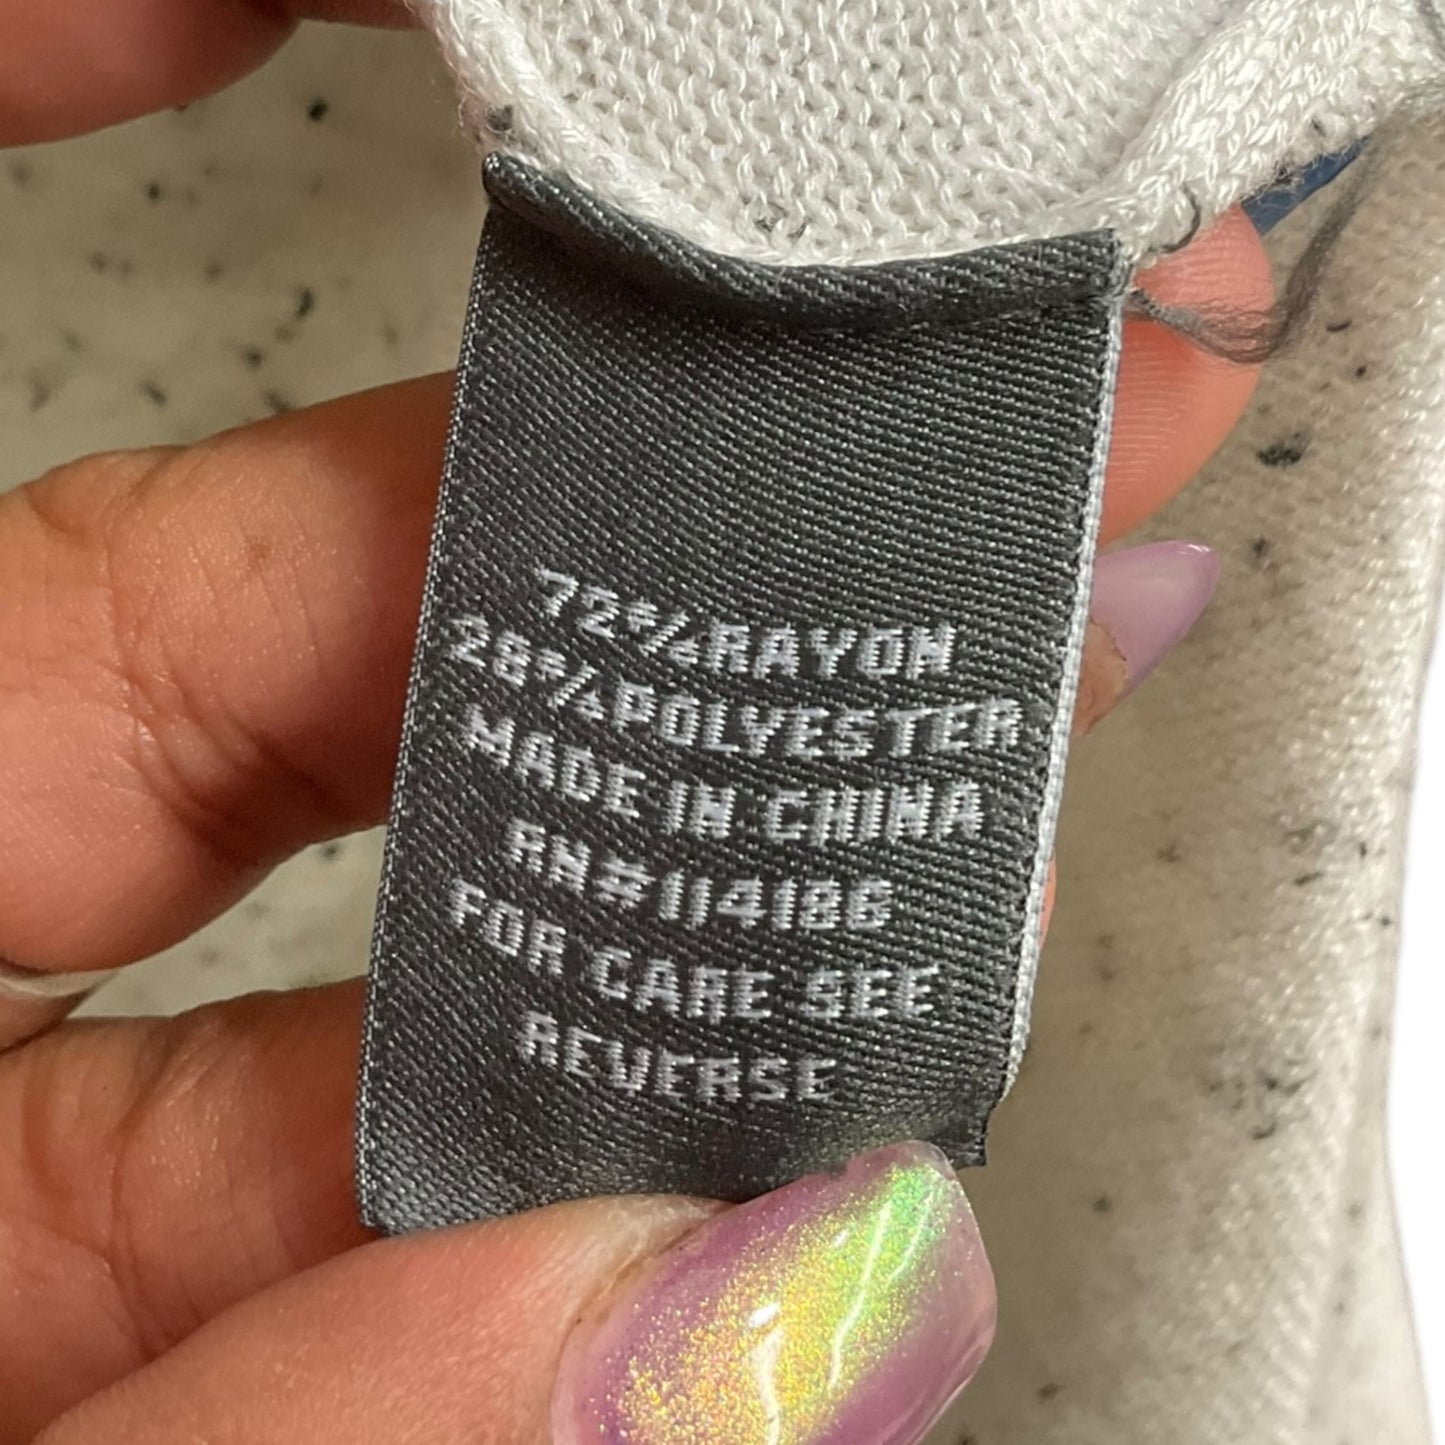 72%RAYON
28%POLYESTER
MADE IN CHINA
RN#114186
FOR CARE SEE
REVERSE